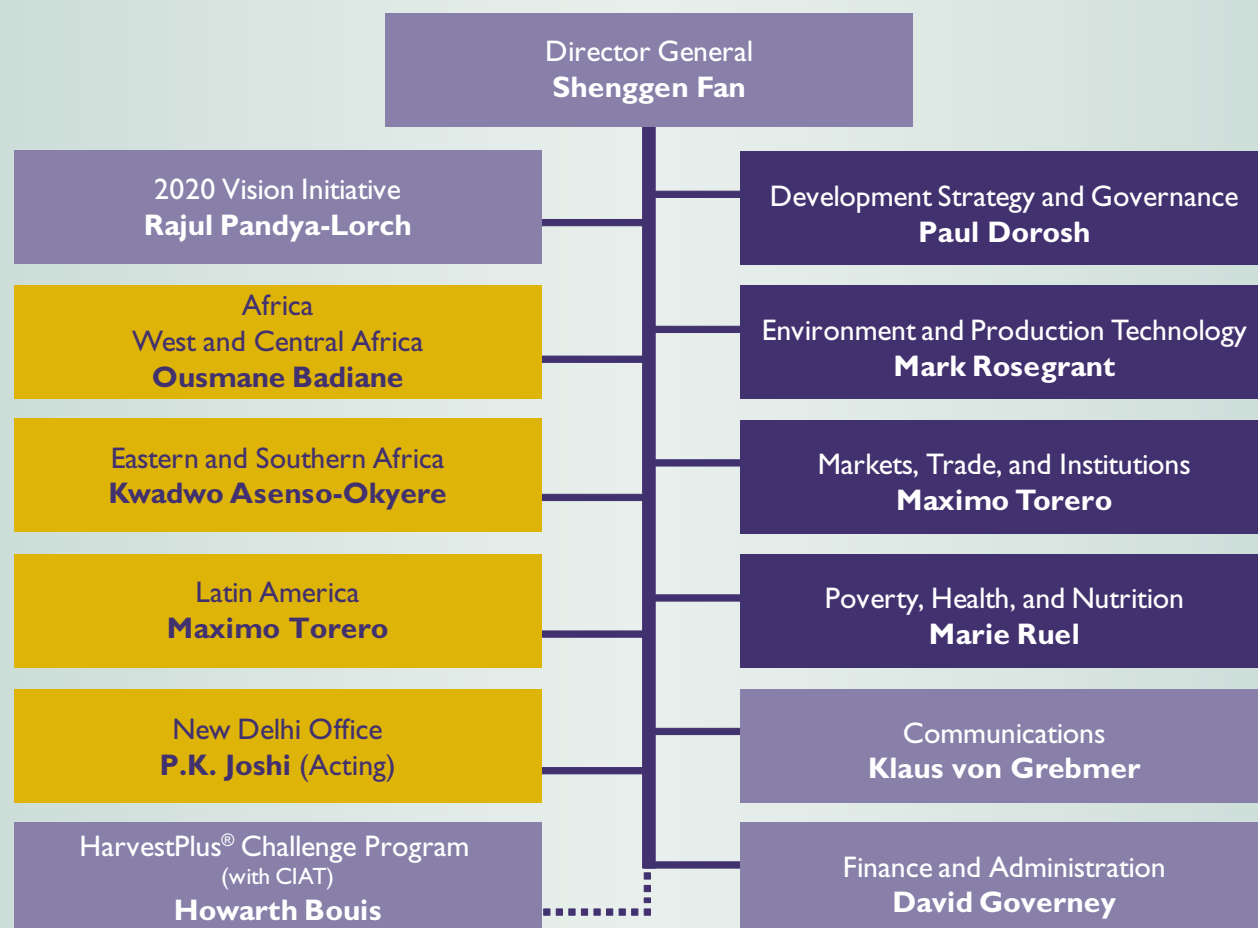 Director General
Shenggen Fan
2020 Vision Initiative
Rajul Pandya-Lorch
Africa
West and Central Africa
Ousmane Badiane
Eastern and Southern Africa
Kwadwo Asenso-Okyere
Latin America
Maximo Torero
New Delhi Office
P.K. Joshi (Acting)
HarvestPlus® Challenge Program
(with CIAT)
Howarth Bouis
Development Strategy and Governance
Paul Dorosh
Environment and Production Technology
Mark Rosegrant
Markets, Trade, and Institutions
Maximo Torero
Poverty, Health, and Nutrition
Marie Ruel
Communications
Klaus von Grebmer
Finance and Administration
David Governey